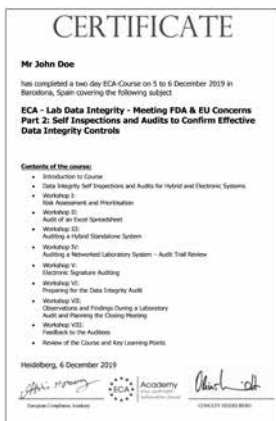 CERTIFICATE
Mr John Doe
has completed a two day ECA-Course on 5 to 6 December 2019 in
Barcelona, Spain covering the following subject
ECA - Lab Data Integrity - Meeting FDA & EU Concerns
Part 2: Self Inspections and Audits to Confirm Effective
Data Integrity Controls
Contents of the course:
• Introduction to Course
• Data Integrity Self Inspections and Audits for Hybrid and Electronic Systems
• Workshop I:
Risk Assessment and Prioritisation
• Workshop II:
Audit of an Excel Spreadsheet
• Workshop III:
Auditing a Hybrid Standalone System
• Workshop IV:
Auditing a Networked Laboratory System – Audit Trail Review
• Workshop V:
Electronic Signature Auditing
• Workshop VI:
Preparing for the Data Integrity Audit
• Workshop VII:
Observations and Findings During a Laboratory
Audit and Planning the Closing Meeting
• Workshop VIII:
Feedback to the Auditees
• Review of the Course and Key Learning Points
Heidelberg, 6 December 2019
ECA Academy
European Compliance Academy
CONCEPT HEIDELBERG